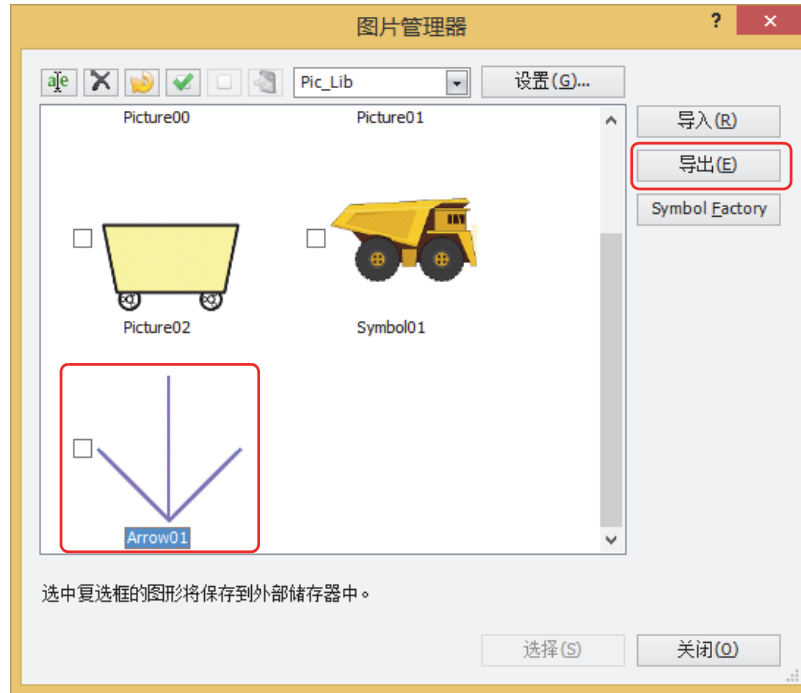 图片管理器
?
a|e
Pic_Lib
设置(G)...
Picture00
Picture01
导入(R)
导出(E)
Symbol Factory
Picture02
Symbol01
Arrow01
选中复选框的图形将保存到外部储存器中。
选择(S)
关闭(O)